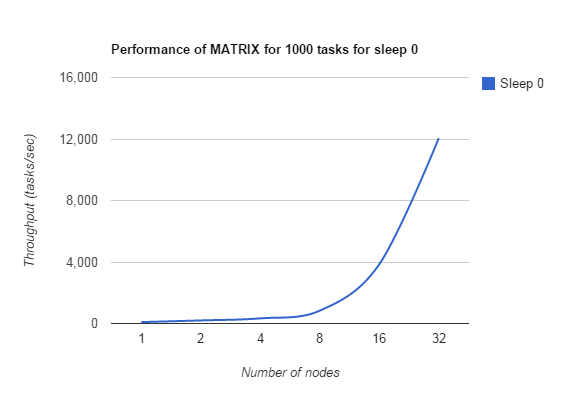 Performance of MATRIX for 1000 tasks for sleep 0
16,000
12,000
8,000
4,000
0
Throughput (tasks/sec)
1 2 4 8 16 32
Number of nodes
Sleep 0